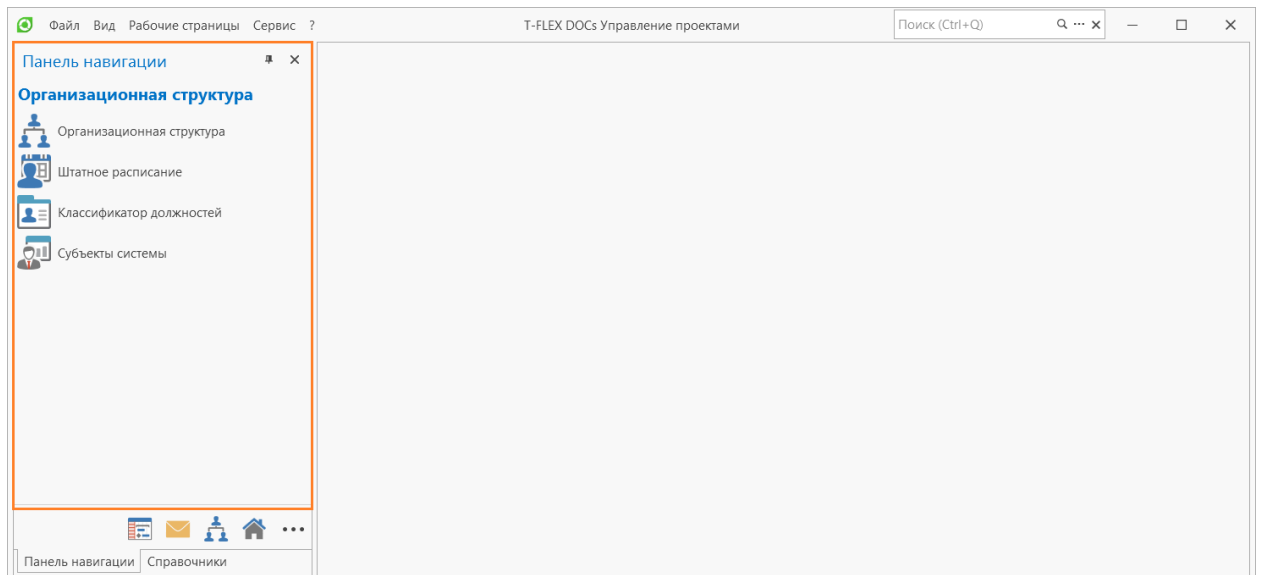 Файл Вид Рабочие страницы Сервис ? T-FLEX DOCs Управление проектами Поиск (Ctrl+Q)
Панель навигации
Организационная структура
Организационная структура
Штатное расписание
Классификатор должностей
Субъекты системы
Панель навигации Справочники